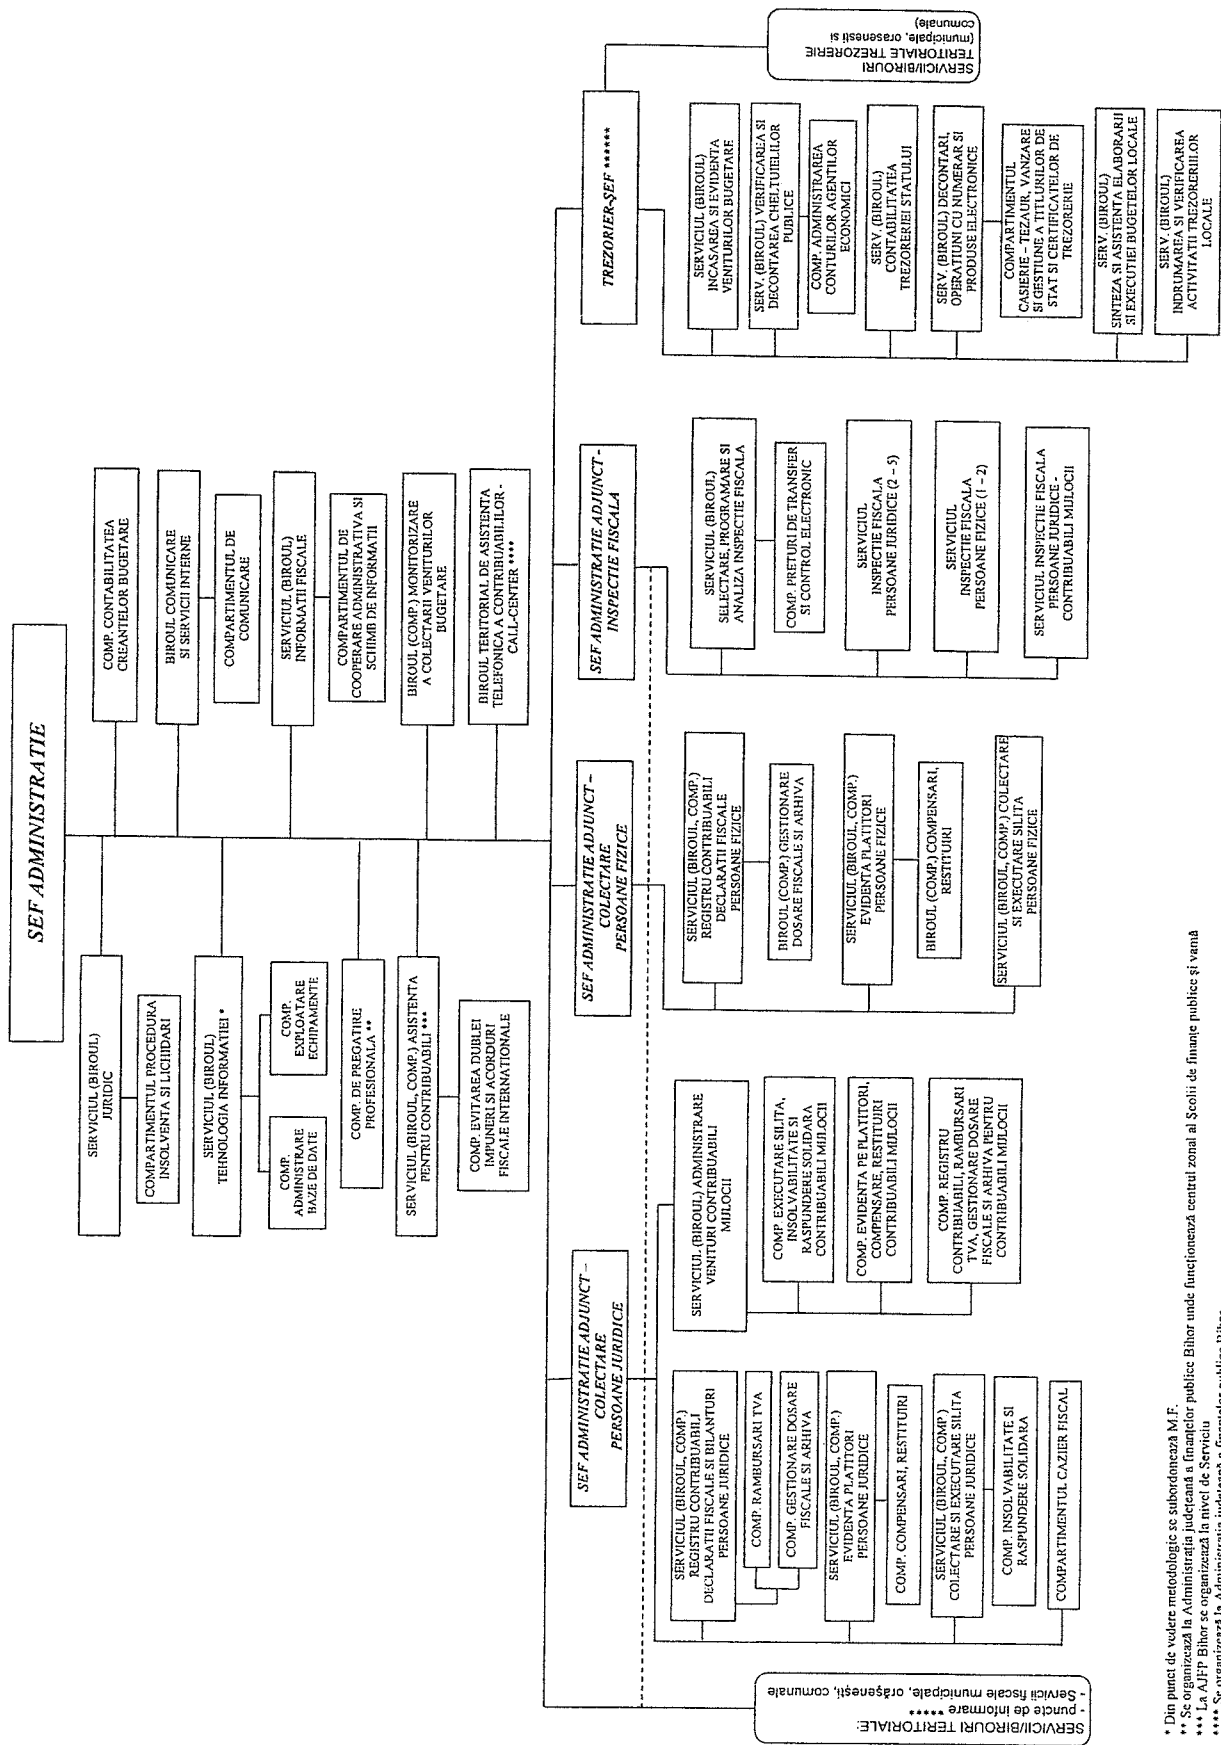 SEF ADMINISTRATIE
SERVICIUL (BIROUL)
JURIDIC
COMPARTIMENTUL PROCEDURA
INSOLVENTA SI LICHIDARI
SERVICIUL (BIROUL)
TEHNOLOGIA INFORMATIEI *
COMP.
ADMINISTRARE
BAZE DE DATE
COMP.
EXPLOATARE
ECHIPAMENTE
COMP. DE PREGATIRE
PROFESIONALA **
SERVICIUL (BIROUL, COMP.) ASISTENTA
PENTRU CONTRIBUABILI ***
COMP. EVITAREA DUBLEI
IMPUNERI SI ACORDURI
FISCALE INTERNATIONALE
COMP. CONTABILITATEA
CREANTELOR BUGETARE
BIROUL COMUNICARE
SI SERVICII INTERNE
COMPARTIMENTUL DE
COMUNICARE
SERVICIUL (BIROUL)
INFORMATII FISCALE
COMPARTIMENTUL DE
COOPERARE ADMINISTRATIVA SI
SCHIMB DE INFORMATII
BIROUL (COMP.) MONITORIZARE
A COLECTARII VENITURILOR
BUGETARE
BIROUL TERITORIAL DE ASISTENTA
TELEFONICA A CONTRIBUABILILOR -
CALL-CENTER ****
SERVICII/BIROURI TERITORIALE:
- puncte de informare *****
- Servicii fiscale municipale, orășenești, comunale
SEF ADMINISTRATIE ADJUNCT –
COLECTARE
PERSOANE JURIDICE
SERVICIUL (BIROUL, COMP.)
REGISTRU CONTRIBUABILI
DECLARATII FISCALE SI BILANTURI
PERSOANE JURIDICE
COMP. RAMBURSARI TVA
COMP. GESTIONARE DOSARE
FISCALE SI ARHIVA
SERVICIUL (BIROUL, COMP.)
EVIDENTA PLATITORI
PERSOANE JURIDICE
COMP. COMPENSARI, RESTITUIRI
SERVICIUL (BIROUL, COMP.)
COLECTARE SI EXECUTARE SILITA
PERSOANE JURIDICE
COMP. INSOLVABILITATE SI
RASPUNDERE SOLIDARA
COMPARTIMENTUL CAZIER FISCAL
SERVICIUL (BIROUL) ADMINISTRARE
VENITURI CONTRIBUABILI
MIJLOCII
COMP. EXECUTARE SILITA,
INSOLVABILITATE SI
RASPUNDERE SOLIDARA
CONTRIBUABILI MIJLOCII
COMP. EVIDENTA PE PLATITORI,
COMPENSARE, RESTITUIRI
CONTRIBUABILI MIJLOCII
COMP. REGISTRU
CONTRIBUABILI, RAMBURSARI
TVA, GESTIONARE DOSARE
FISCALE SI ARHIVA PENTRU
CONTRIBUABILI MIJLOCII
SEF ADMINISTRATIE ADJUNCT –
COLECTARE
PERSOANE FIZICE
SERVICIUL (BIROUL, COMP.)
REGISTRU CONTRIBUABILI
DECLARATII FISCALE
PERSOANE FIZICE
BIROUL (COMP.) GESTIONARE
DOSARE FISCALE SI ARHIVA
SERVICIUL (BIROUL, COMP.)
EVIDENTA PLATITORI
PERSOANE FIZICE
BIROUL (COMP.) COMPENSARI,
RESTITUIRI
SERVICIUL (BIROUL, COMP.) COLECTARE
SI EXECUTARE SILITA
PERSOANE FIZICE
SEF ADMINISTRATIE ADJUNCT -
INSPECTIE FISCALA
SERVICIUL (BIROUL)
SELECTARE, PROGRAMARE SI
ANALIZA INSPECTIE FISCALA
COMP. PRETURI DE TRANSFER
SI CONTROL ELECTRONIC
SERVICIUL
INSPECTIE FISCALA
PERSOANE JURIDICE (2 – 5)
SERVICIUL
INSPECTIE FISCALA
PERSOANE FIZICE (1 – 2)
SERVICIUL INSPECTIE FISCALA
PERSOANE JURIDICE -
CONTRIBUABILI MIJLOCII
TREZORIER-ȘEF ******
SERVICIUL (BIROUL)
INCASAREA SI EVIDENTA
VENITURILOR BUGETARE
SERV. (BIROUL) VERIFICAREA SI
DECONTAREA CHELTUIELILOR
PUBLICE
COMP. ADMINISTRAREA
CONTURILOR AGENTILOR
ECONOMICI
SERV. (BIROUL)
CONTABILITATEA
TREZORERIEI STATULUI
SERV. (BIROUL) DECONTARI,
OPERATIUNI CU NUMERAR SI
PRODUSE ELECTRONICE
COMPARTIMENTUL
CASIERIE – TEZAUR, VANZARE
SI GESTIUNE A TITLURILOR DE
STAT SI CERTIFICATELOR DE
TREZORERIE
SERV. (BIROUL)
SINTEZA SI ASISTENTA ELABORARII
SI EXECUTIEI BUGETELOR LOCALE
SERV. (BIROUL)
INDRUMAREA SI VERIFICAREA
ACTIVITATII TREZORERIILOR
LOCALE
SERVICII/BIROURI
TERITORIALE TREZORERIE
(municipale, orasenesti si
comunale)
* Din punct de vedere metodologic se subordonează M.F.
** Se organizează la Administrația județeană a finanțelor publice Bihor unde funcționează centrul zonal al Școlii de finanțe publice și vamă
*** La AJFP Bihor se organizează la nivel de Serviciu
**** Se organizează la Administrația județeană a finanțelor publice Bihor